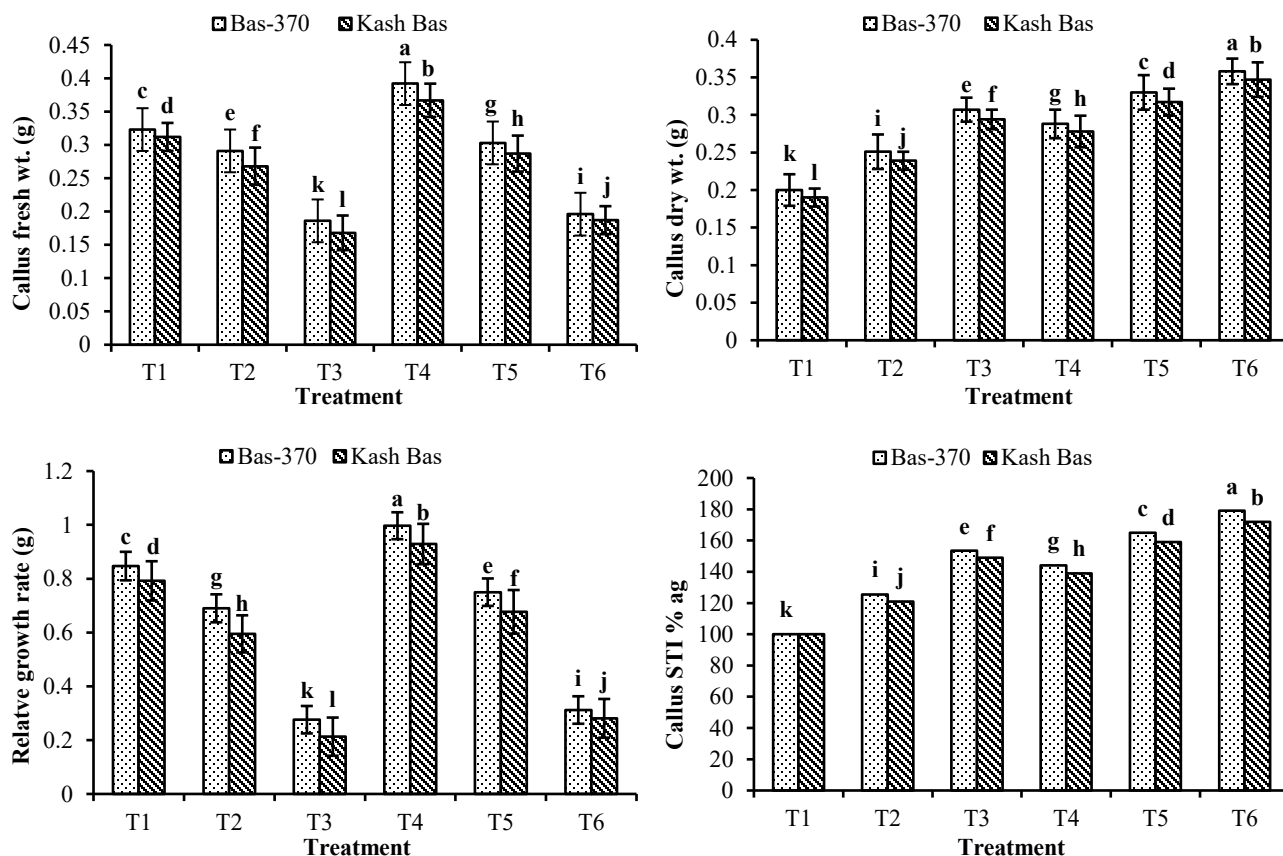 Bas-370 Kash Bas
Callus fresh wt. (g)
0.45
0.4
0.35
0.3
0.25
0.2
0.15
0.1
0.05
0
c d e f k l a b g h i j
T1 T2 T3 T4 T5 T6
Treatment
Bas-370 Kash Bas
Callus dry wt. (g)
0.4
0.35
0.3
0.25
0.2
0.15
0.1
0.05
0
k l i j e f g h c d a b
T1 T2 T3 T4 T5 T6
Treatment
Bas-370 Kash Bas
Relatve growth rate (g)
1.2
1
0.8
0.6
0.4
0.2
0
c d g h k l a b e f i j
T1 T2 T3 T4 T5 T6
Treatment
Bas-370 Kash Bas
Callus STI % ag
200
180
160
140
120
100
80
60
40
20
0
k i j e f g h c d a b
T1 T2 T3 T4 T5 T6
Treatment